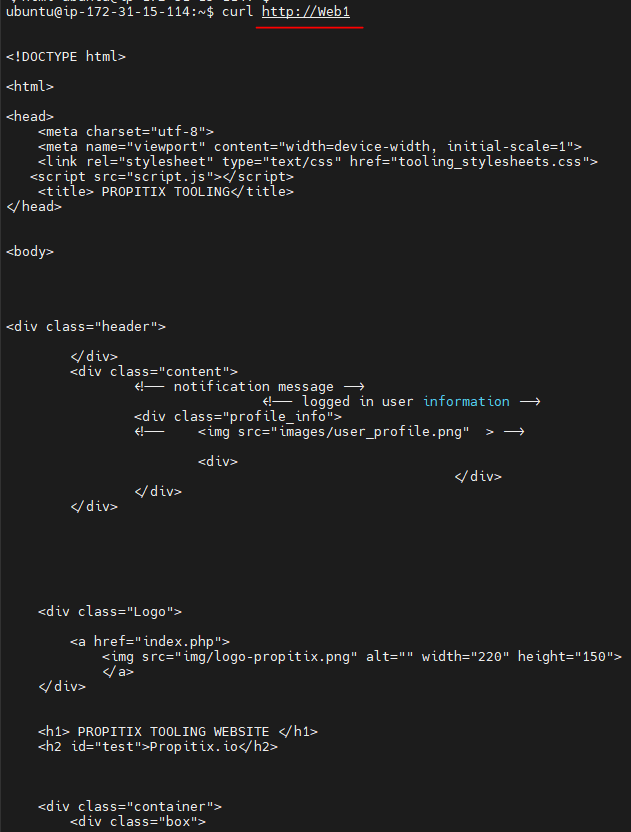 ubuntu@ip-172-31-15-114:~$ curl http://Web1
<!DOCTYPE html>
<html>
<head>
    <meta charset="utf-8">
    <meta name="viewport" content="width=device-width, initial-scale=1">
    <link rel="stylesheet" type="text/css" href="tooling_stylesheets.css">
   <script src="script.js"></script>
    <title> PROPITIX TOOLING</title>
</head>
<body>
<div class="header">
        </div>
        <div class="content">
                <!-- notification message -->
                                <!-- logged in user information -->
                <div class="profile_info">
                <!--    <img src="images/user_profile.png"  > -->
                        <div>
                                                        </div>
                </div>
        </div>
    <div class="Logo">
        <a href="index.php">
            <img src="img/logo-propitix.png" alt="" width="220" height="150">
            </a>
    </div>
    <h1> PROPITIX TOOLING WEBSITE </h1>
    <h2 id="test">Propitix.io</h2>
    <div class="container">
        <div class="box">